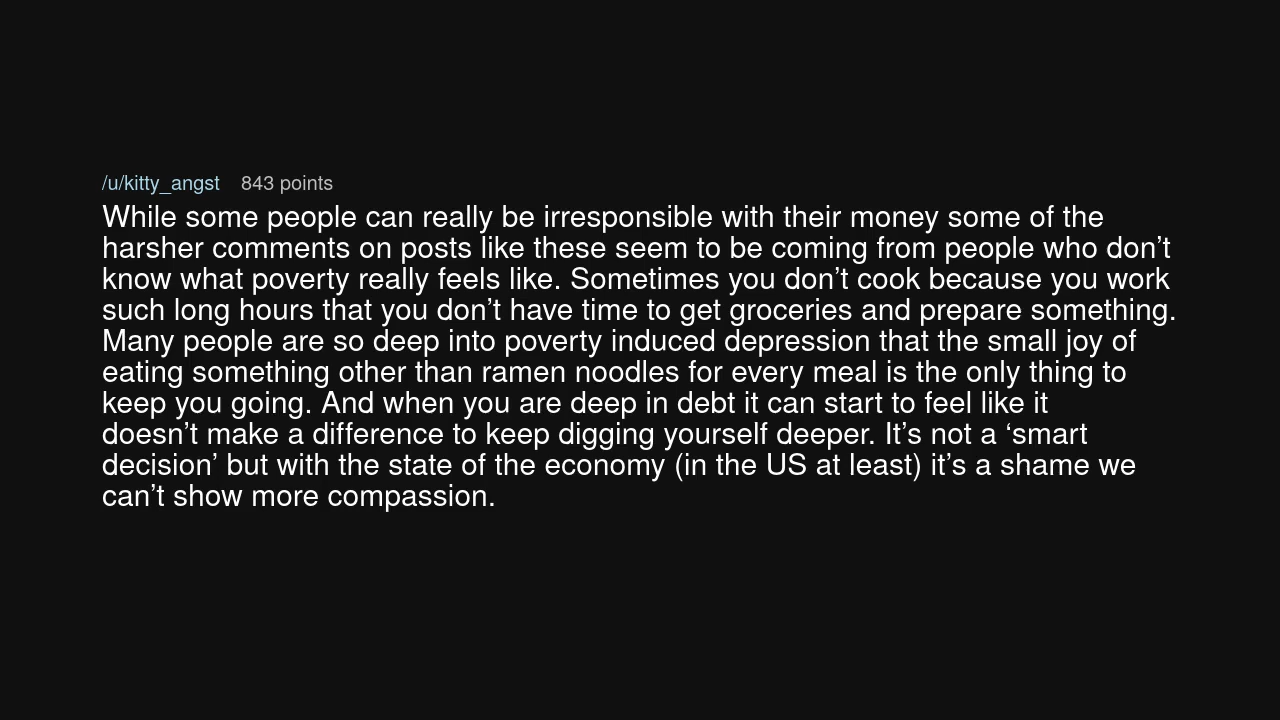 /u/kitty_angst 843 points
While some people can really be irresponsible with their money some of the
harsher comments on posts like these seem to be coming from people who don’t
know what poverty really feels like. Sometimes you don’t cook because you work
such long hours that you don’t have time to get groceries and prepare something.
Many people are so deep into poverty induced depression that the small joy of
eating something other than ramen noodles for every meal is the only thing to
keep you going. And when you are deep in debt it can start to feel like it
doesn’t make a difference to keep digging yourself deeper. It’s not a ‘smart
decision’ but with the state of the economy (in the US at least) it’s a shame we
can’t show more compassion.